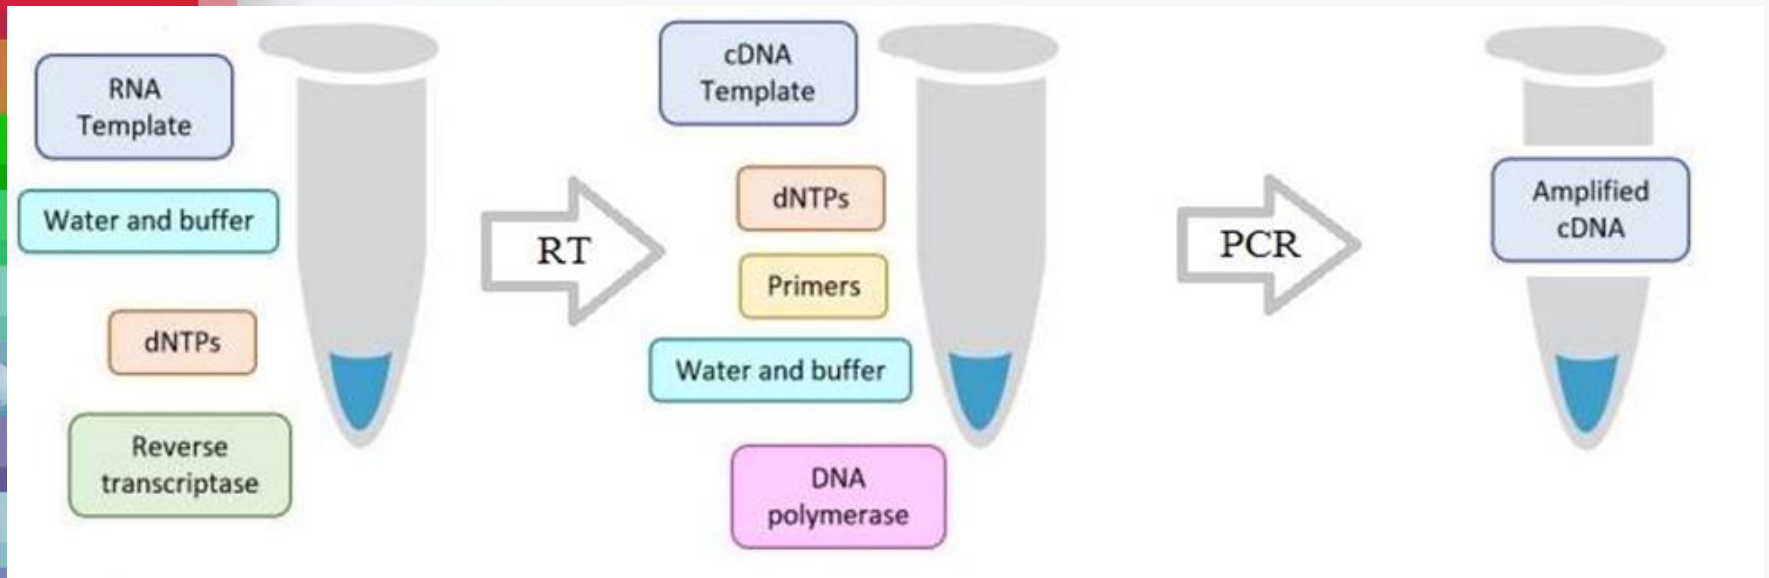 RNA
Template
Water and buffer
dNTPs
Reverse
transcriptase
RT
cDNA
Template
dNTPs
Primers
Water and buffer
DNA
polymerase
PCR
Amplified
cDNA